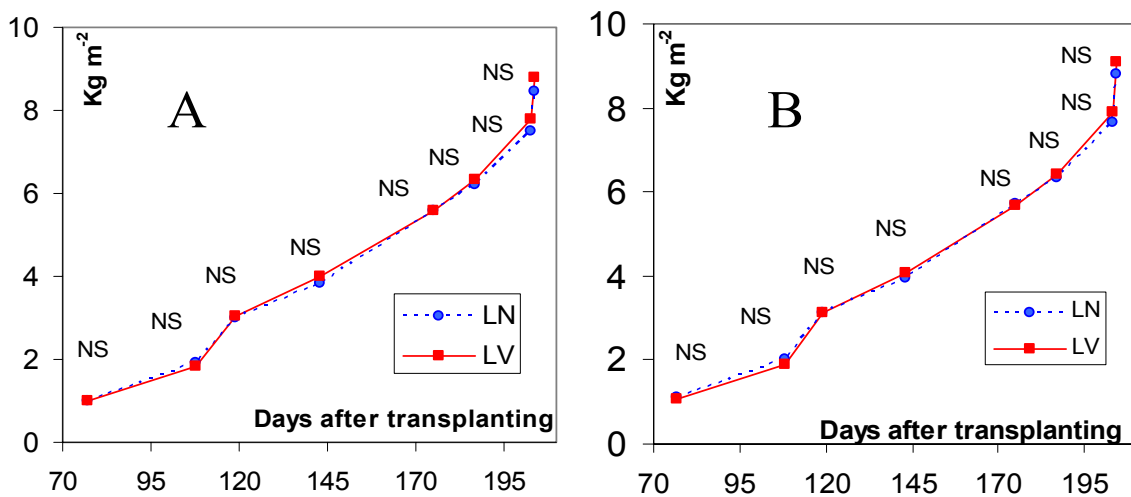 10
8
6
4
2
0
Kg m-2
A
NS
NS
NS
NS
NS
NS
NS
NS
LN
LV
Days after transplanting
70 95 120 145 170 195
10
8
6
4
2
0
Kg m-2
B
NS
NS
NS
NS
NS
NS
NS
NS
LN
LV
Days after transplanting
70 95 120 145 170 195